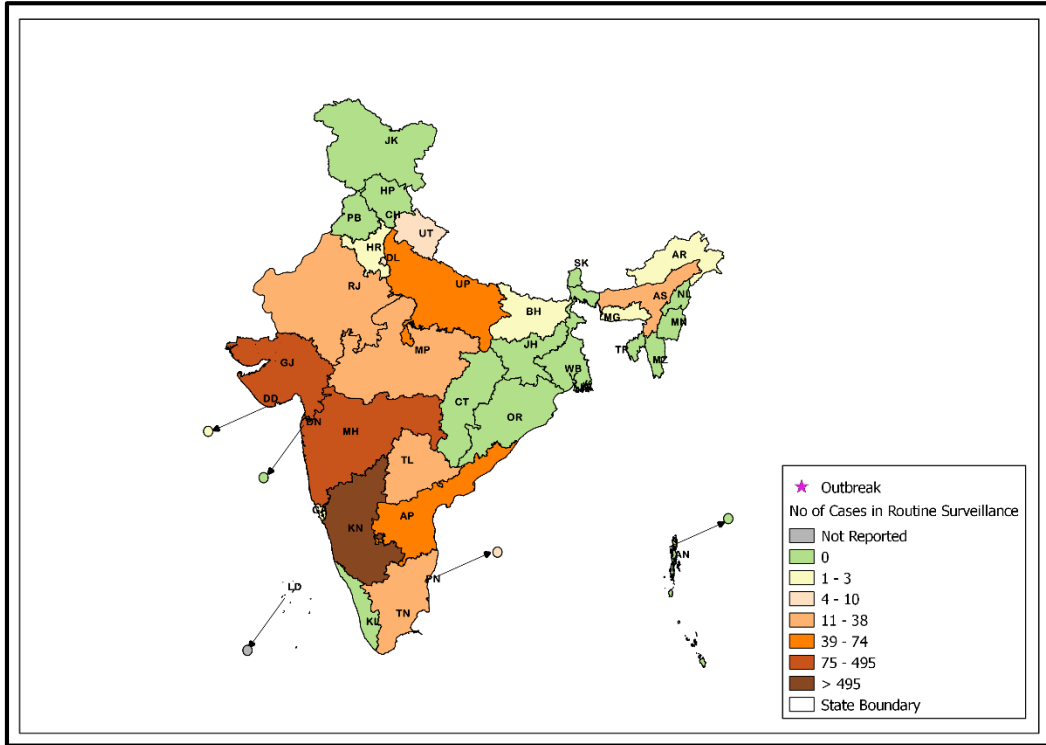 JK
HP
PB
CH
UT
HR
DL
AR
SK
RJ
UP
AS
NL
BH
MG
MN
JH
MP
TR
MZ
GJ
WB
CT
DD
OR
DN
MH
TL
AP
KN
AN
PN
LD
TN
KL
Outbreak
No of Cases in Routine Surveillance
Not Reported
0
1 - 3
4 - 10
11 - 38
39 - 74
75 - 495
> 495
State Boundary